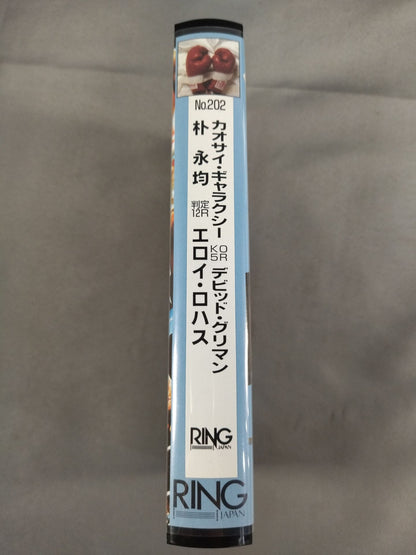 No.202
カオサイ・ギャラクシー KO 5R デビッド・グリマン
朴 永 均 判定 12R エロイ・ロハス
RING
JAPAN
RING
JAPAN